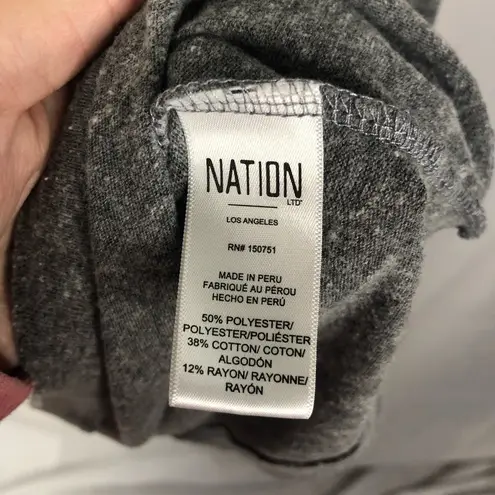 NATION
LTD
LOS ANGELES
RN# 150751
MADE IN PERU
FABRIQUÉ AU PÉROU
HECHO EN PERÚ
50% POLYESTER/
POLYESTER/POLIÉSTER
38% COTTON/ COTON/
ALGODÓN
12% RAYON/ RAYONNE/
RAYÓN